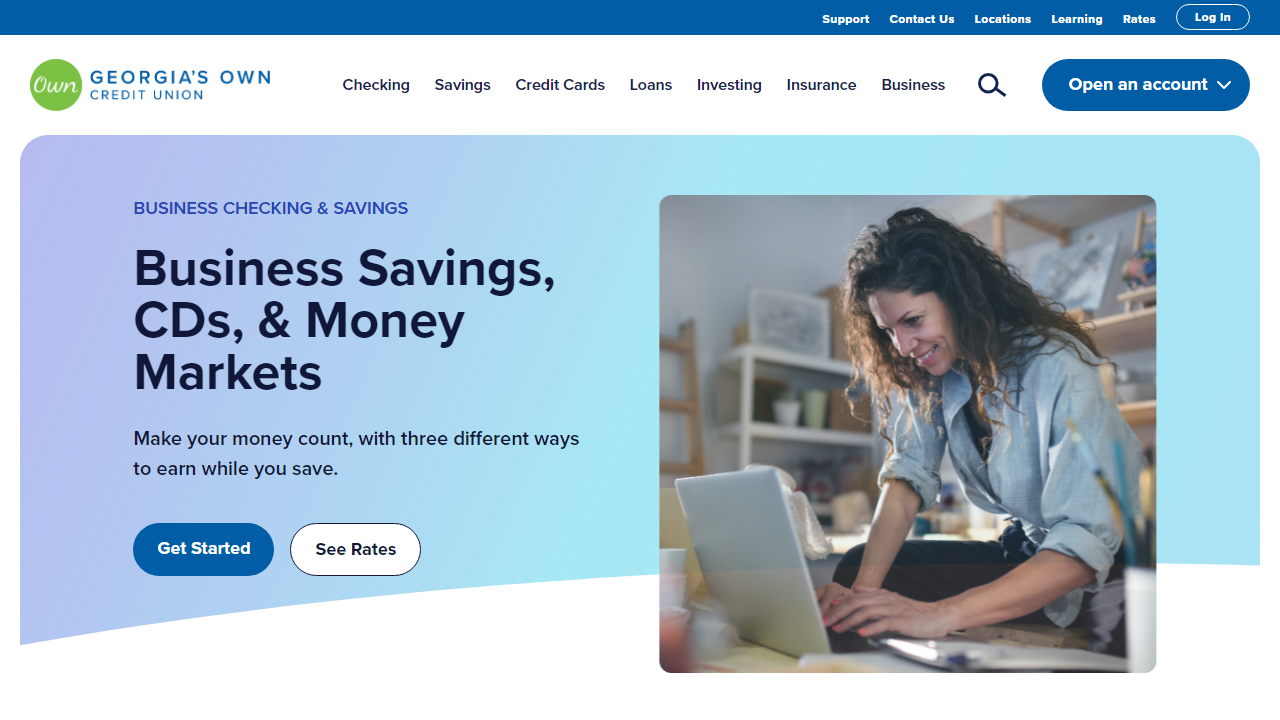 Support Contact Us Locations Learning Rates Log In
Own GEORGIA'S OWN
CREDIT UNION
Checking Savings Credit Cards Loans Investing Insurance Business Open an account
BUSINESS CHECKING & SAVINGS
Business Savings,
CDs, & Money
Markets
Make your money count, with three different ways
to earn while you save.
Get Started See Rates